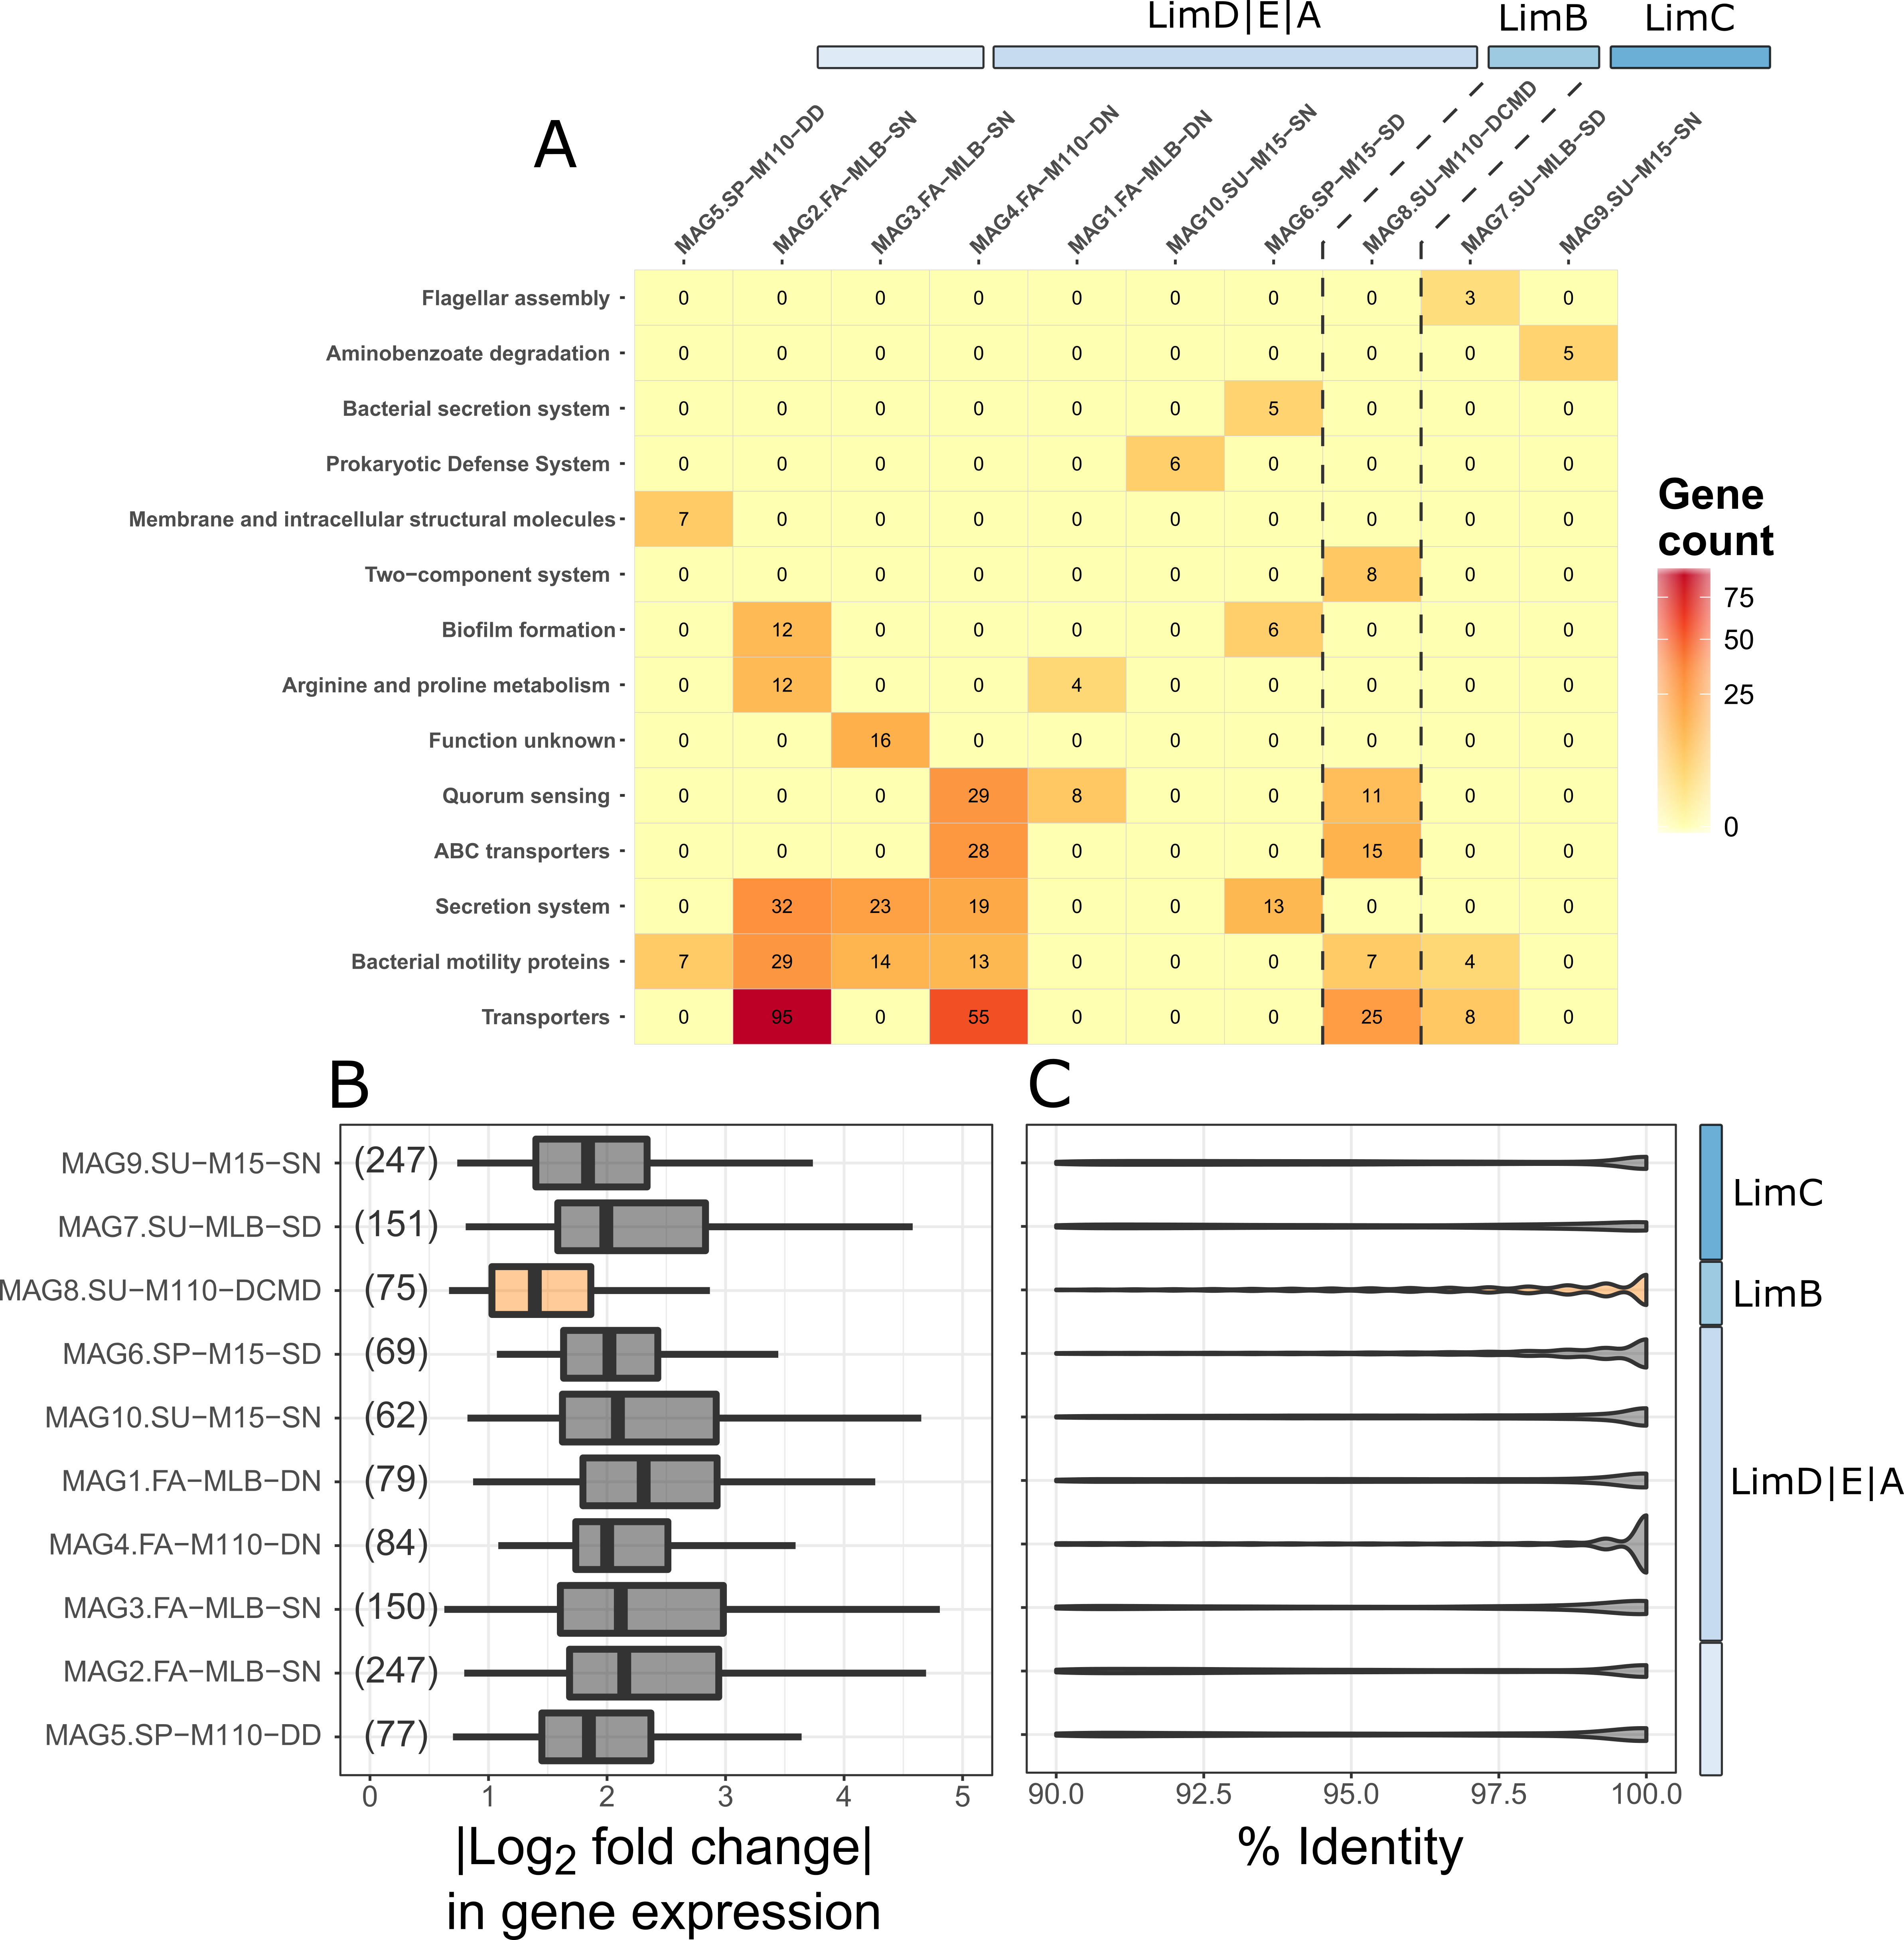 LimD|E|A LimB LimC
A
MAG5.SP−M110−DD MAG2.FA−MLB−SN MAG3.FA−MLB−SN MAG4.FA−M110−DN MAG1.FA−MLB−DN MAG10.SU−M15−SN MAG6.SP−M15−SD MAG8.SU−M110−DCMD MAG7.SU−MLB−SD MAG9.SU−M15−SN
Flagellar assembly 0 0 0 0 0 0 0 0 3 0
Aminobenzoate degradation 0 0 0 0 0 0 0 0 0 5
Bacterial secretion system 0 0 0 0 0 0 5 0 0 0
Prokaryotic Defense System 0 0 0 0 0 6 0 0 0 0
Membrane and intracellular structural molecules 7 0 0 0 0 0 0 0 0 0
Two−component system 0 0 0 0 0 0 0 8 0 0
Biofilm formation 0 12 0 0 0 0 6 0 0 0
Arginine and proline metabolism 0 12 0 0 4 0 0 0 0 0
Function unknown 0 0 16 0 0 0 0 0 0 0
Quorum sensing 0 0 0 29 8 0 0 11 0 0
ABC transporters 0 0 0 28 0 0 0 15 0 0
Secretion system 0 32 23 19 0 0 13 0 0 0
Bacterial motility proteins 7 29 14 13 0 0 0 7 4 0
Transporters 0 95 0 55 0 0 0 25 8 0
Gene
count
75
50
25
0
B
MAG9.SU−M15−SN (247)
MAG7.SU−MLB−SD (151)
MAG8.SU−M110−DCMD (75)
MAG6.SP−M15−SD (69)
MAG10.SU−M15−SN (62)
MAG1.FA−MLB−DN (79)
MAG4.FA−M110−DN (84)
MAG3.FA−MLB−SN (150)
MAG2.FA−MLB−SN (247)
MAG5.SP−M110−DD (77)
0 1 2 3 4 5
|Log2 fold change|
in gene expression
C
LimC
LimB
LimD|E|A
90.0 92.5 95.0 97.5 100.0
% Identity